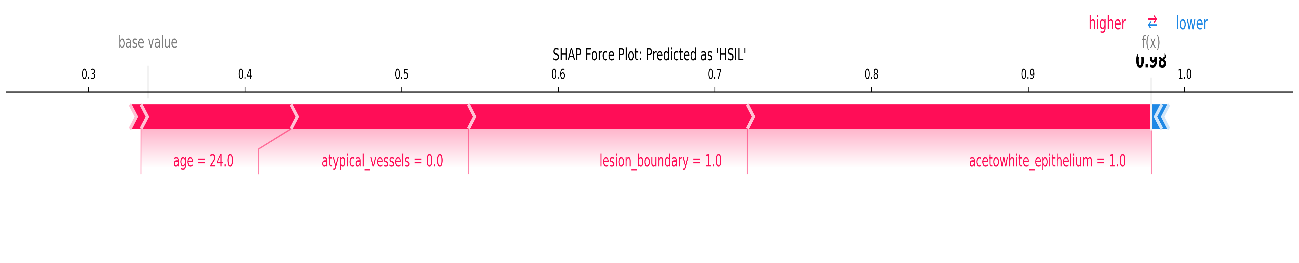 higher ⇄ lower
base value
f(x)
SHAP Force Plot: Predicted as 'HSIL'
0.98
0.3 0.4 0.5 0.6 0.7 0.8 0.9 1.0
age = 24.0 atypical_vessels = 0.0 lesion_boundary = 1.0 acetowhite_epithelium = 1.0